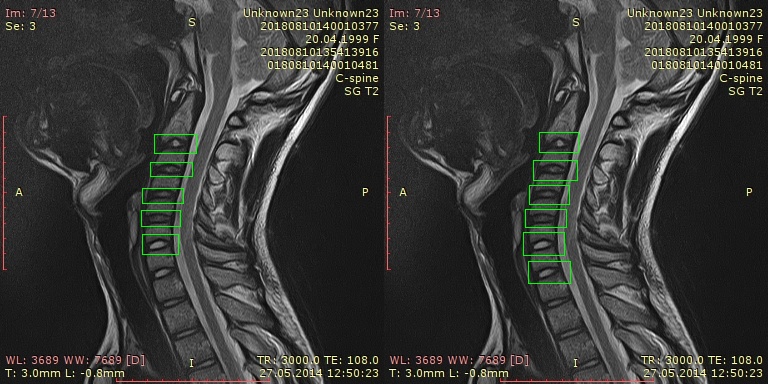 Im: 7/13
Se: 3
S
Unknown23 Unknown23
20180810140010377
20.04.1999 F
20180810135413916
0180810140010481
C-spine
SG T2
A
P
WL: 3689 WW: 7689 [D]
T: 3.0mm L: -0.8mm
I
TR: 3000.0 TE: 108.0
27.05.2014 12:50:23
Im: 7/13
Se: 3
S
Unknown23 Unknown23
20180810140010377
20.04.1999 F
20180810135413916
0180810140010481
C-spine
SG T2
A
P
WL: 3689 WW: 7689 [D]
T: 3.0mm L: -0.8mm
I
TR: 3000.0 TE: 108.0
27.05.2014 12:50:23